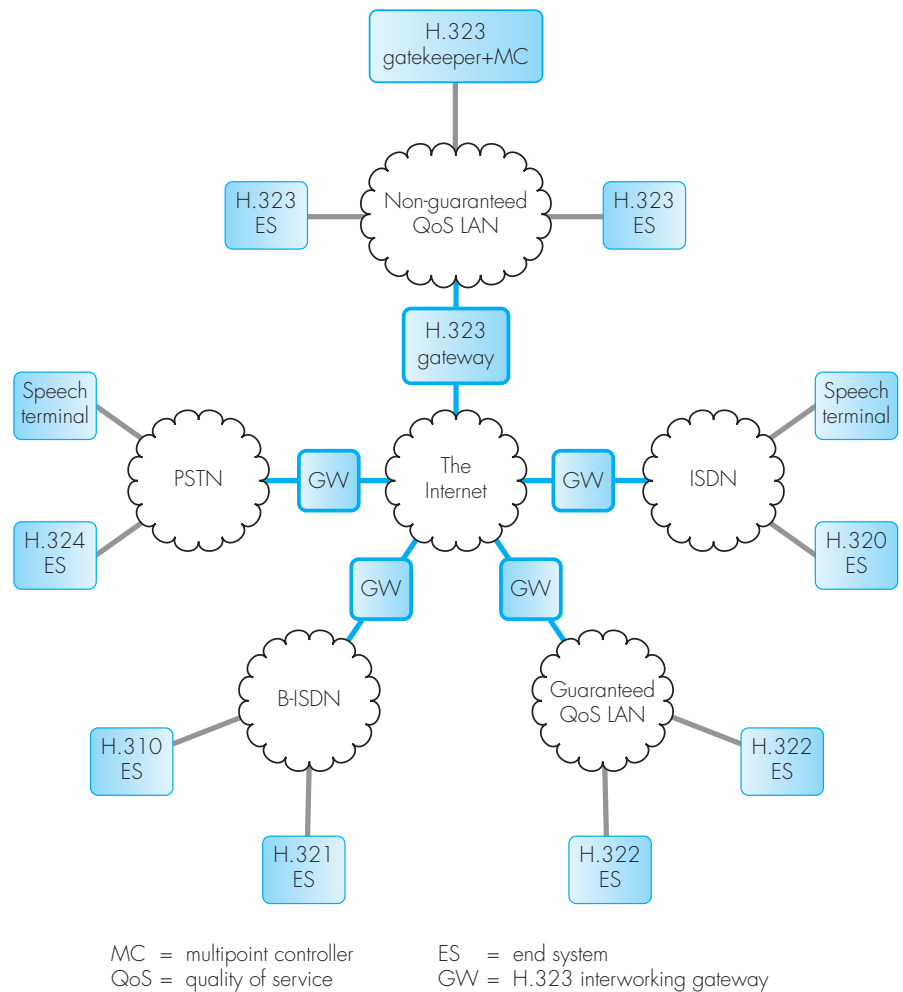 H.323
gatekeeper+MC
H.323
ES
Non-guaranteed
QoS LAN
H.323
ES
H.323
gateway
Speech
terminal
Speech
terminal
PSTN
GW
The
Internet
GW
ISDN
H.324
ES
H.320
ES
GW
GW
B-ISDN
Guaranteed
QoS LAN
H.310
ES
H.322
ES
H.321
ES
H.322
ES
MC = multipoint controller
ES = end system
QoS = quality of service
GW = H.323 interworking gateway